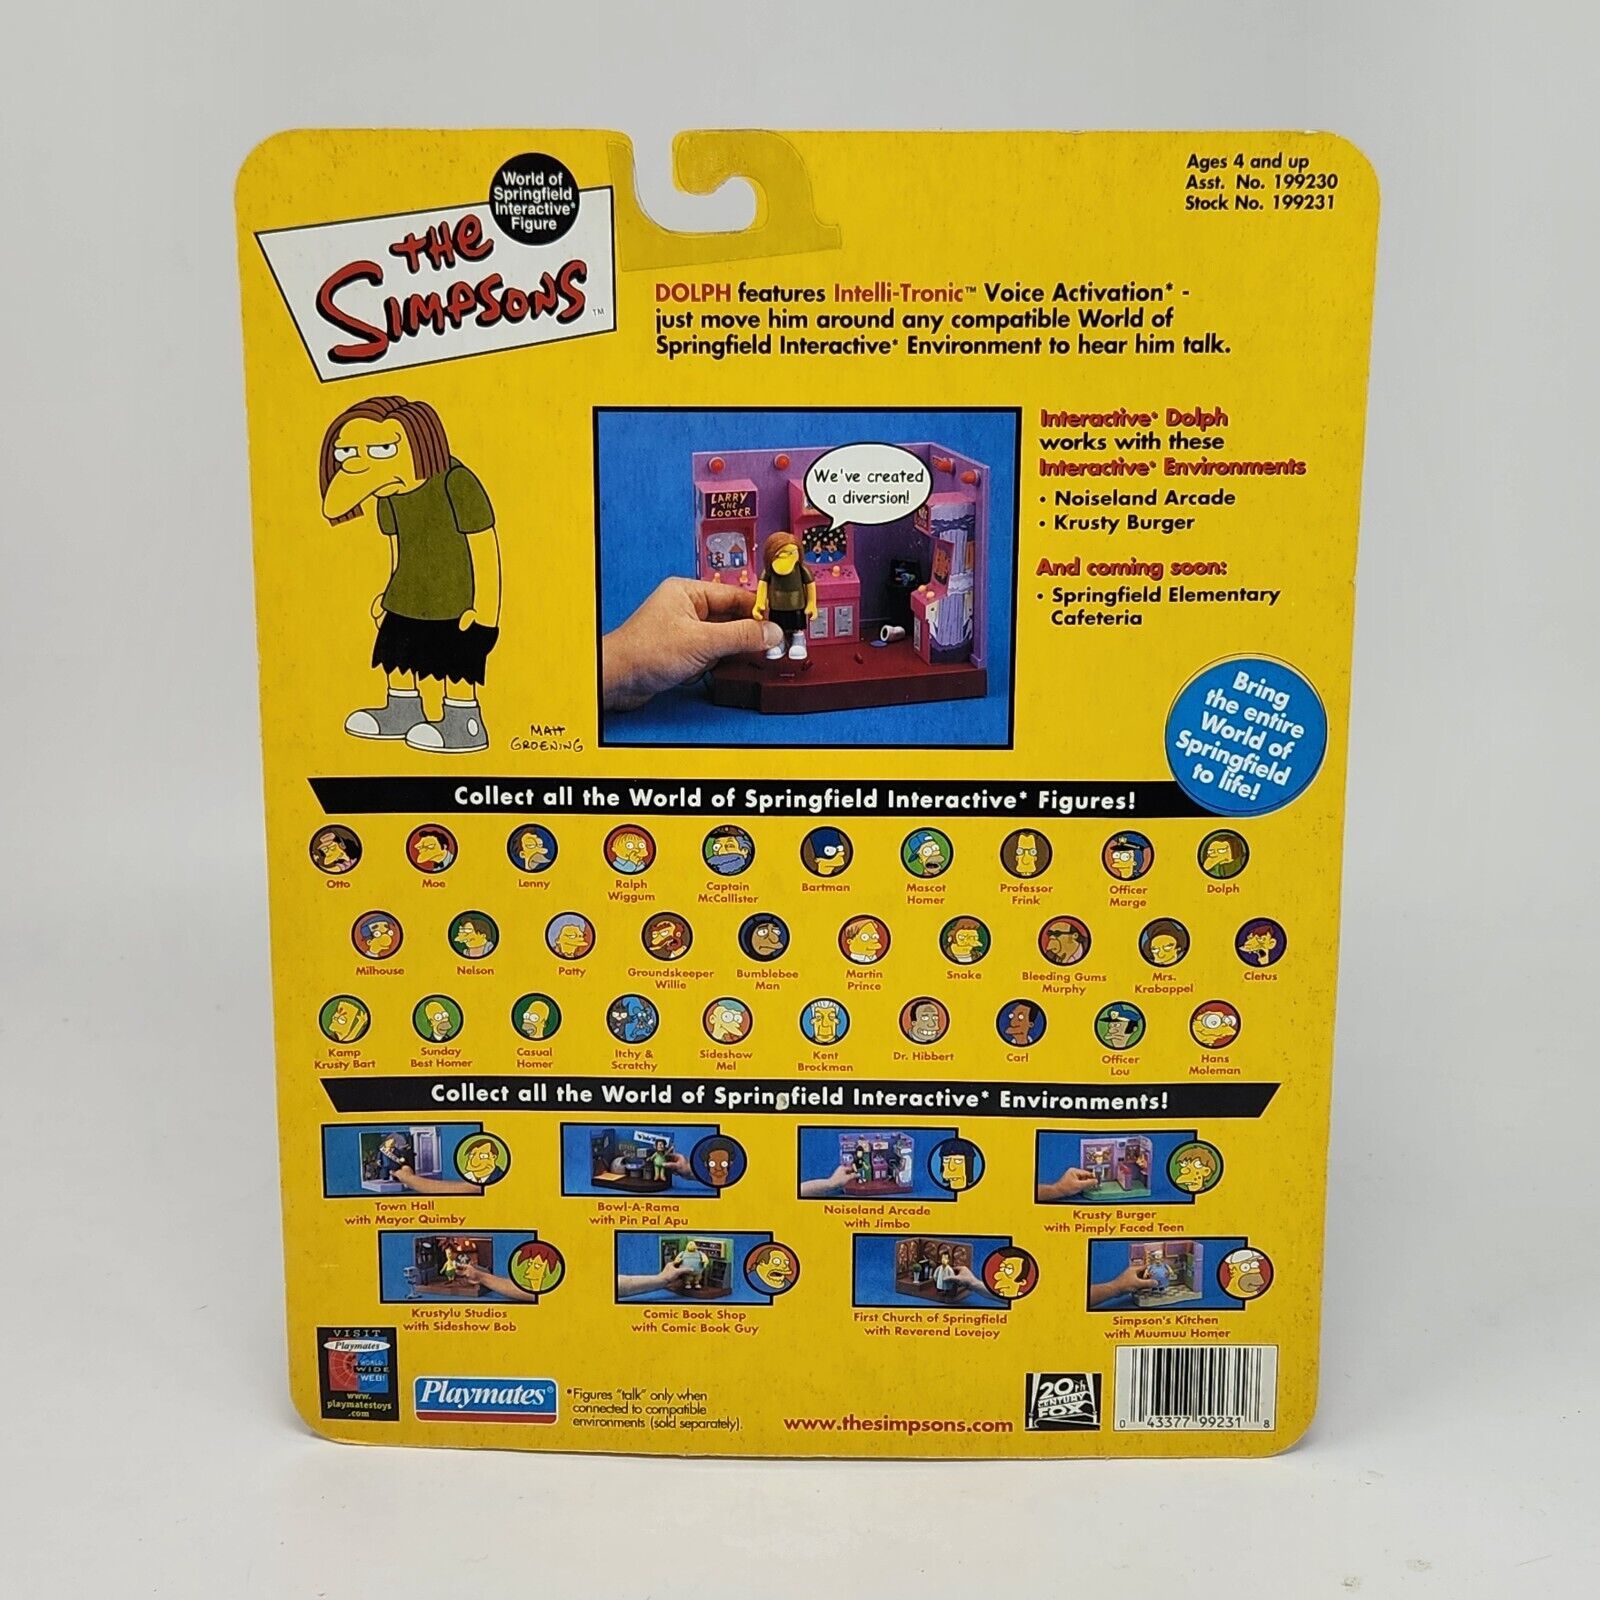 World of
Springfield
Interactive*
Figure
THE
SIMPSONS™
Ages 4 and up
Asst. No. 199230
Stock No. 199231
DOLPH features Intelli-Tronic™ Voice Activation* -
just move him around any compatible World of
Springfield Interactive* Environment to hear him talk.
LARRY
THE
LOOTER
We've created
a diversion!
MATT
GROENING
Interactive* Dolph
works with these
Interactive* Environments
• Noiseland Arcade
• Krusty Burger
And coming soon:
• Springfield Elementary
Cafeteria
Bring
the entire
World of
Springfield
to life!
Collect all the World of Springfield Interactive* Figures!
Otto
Moe
Lenny
Ralph
Wiggum
Captain
McCallister
Bartman
Mascot
Homer
Professor
Frink
Officer
Marge
Dolph
Milhouse
Nelson
Patty
Groundskeeper
Willie
Bumblebee
Man
Martin
Prince
Snake
Bleeding Gums
Murphy
Mrs.
Krabappel
Cletus
Kamp
Krusty Bart
Sunday
Best Homer
Casual
Homer
Itchy &
Scratchy
Sideshow
Mel
Kent
Brockman
Dr. Hibbert
Carl
Officer
Lou
Hans
Moleman
Collect all the World of Springfield Interactive* Environments!
Town Hall
with Mayor Quimby
Bowl-A-Rama
with Pin Pal Apu
Noiseland Arcade
with Jimbo
Krusty Burger
with Pimply Faced Teen
Krustylu Studios
with Sideshow Bob
Comic Book Shop
with Comic Book Guy
First Church of Springfield
with Reverend Lovejoy
Simpson's Kitchen
with Muumuu Homer
VISIT
Playmates
WORLD
WIDE
WEB!
www.
playmatestoys
.com
Playmates®
*Figures "talk" only when
connected to compatible
environments (sold separately).
www.thesimpsons.com
20th
CENTURY
FOX
0 43377 99231 8